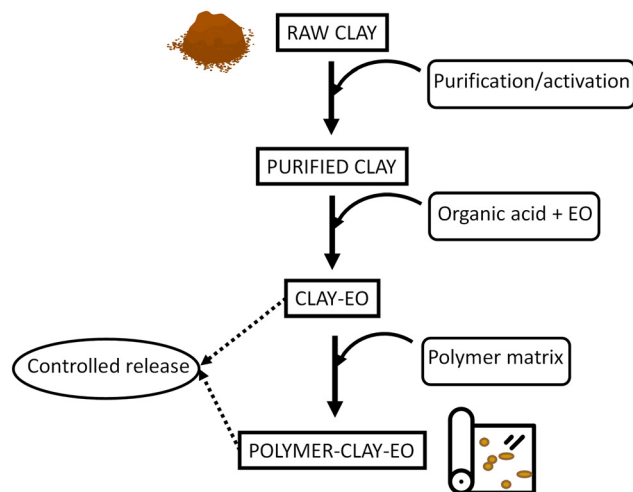 RAW CLAY
Purification/activation
PURIFIED CLAY
Organic acid + EO
CLAY-EO
Controlled release
Polymer matrix
POLYMER-CLAY-EO